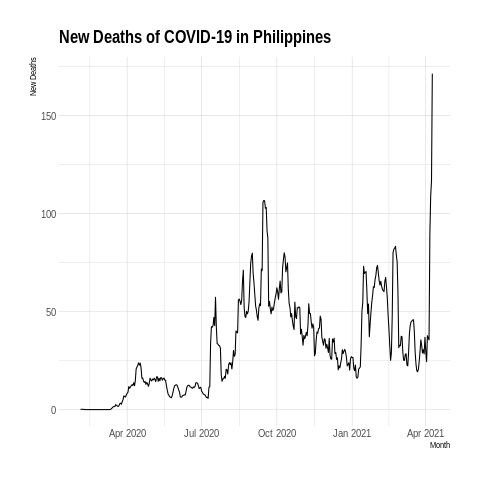 New Deaths of COVID-19 in Philippines
New Deaths
150
100
50
0
Apr 2020 Jul 2020 Oct 2020 Jan 2021 Apr 2021
Month